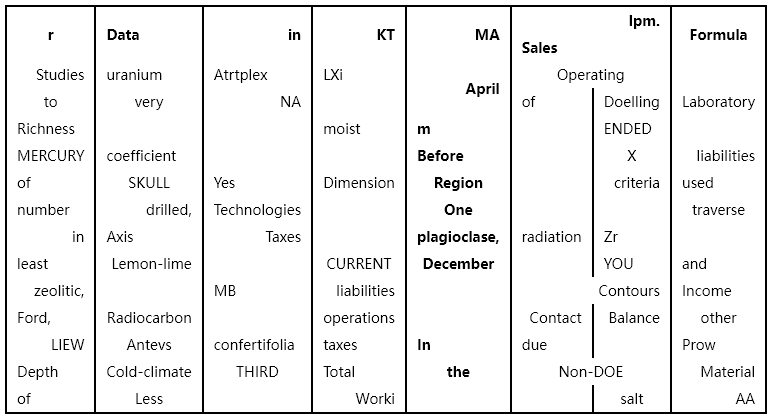 r Data in KT MA Ipm. Sales Formula
Studies uranium Atrtplex LXi Operating
to very NA April of Doelling Laboratory
Richness moist m ENDED
MERCURY coefficient Before X liabilities
of SKULL Yes Dimension Region criteria used
number drilled, Technologies One traverse
in Axis Taxes plagioclase, radiation Zr
least Lemon-lime CURRENT December YOU and
zeolitic, MB liabilities Contours Income
Ford, Radiocarbon operations Contact Balance other
LIEW Antevs confertifolia taxes In due Prow
Depth Cold-climate THIRD Total the Non-DOE Material
of Less Worki salt AA